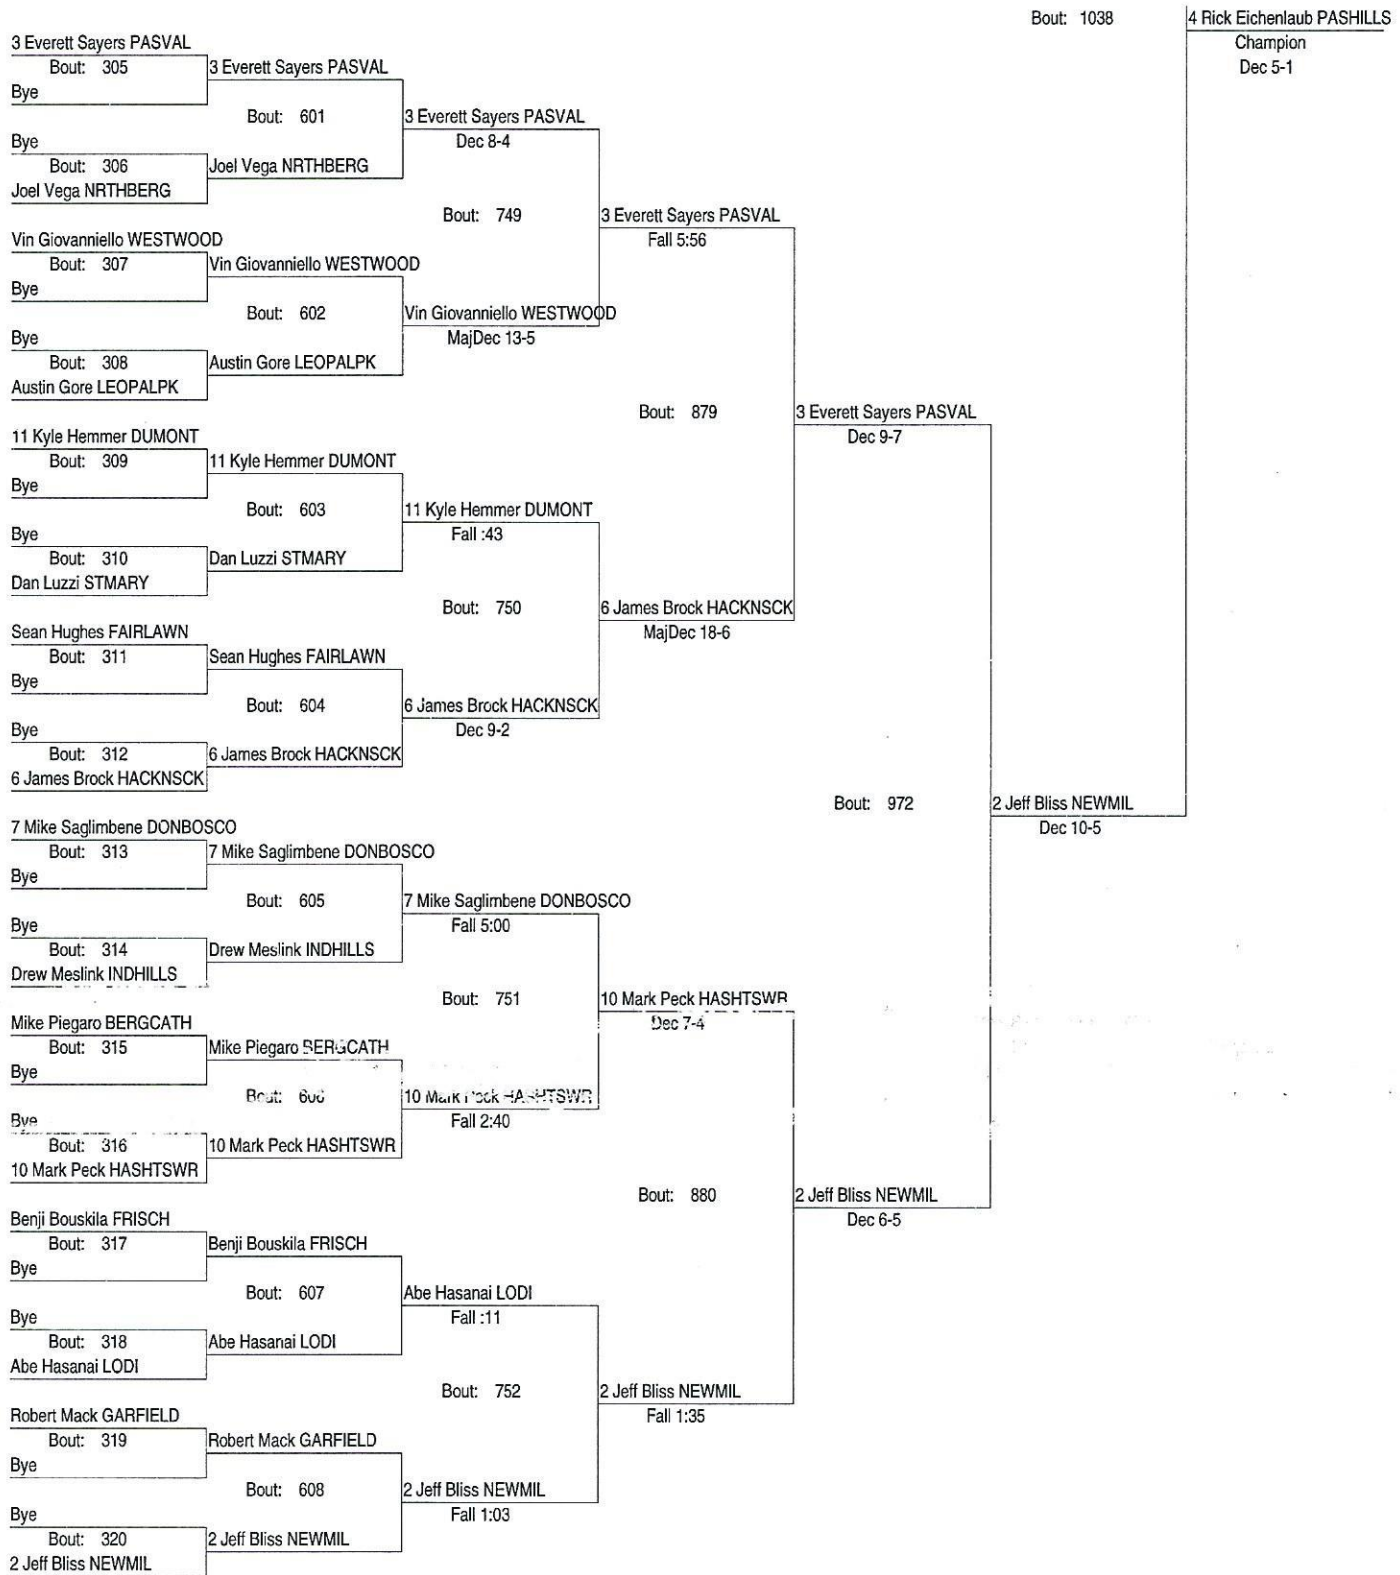 Bout: 1038
4 Rick Eichenlaub PASHILLS
Champion
Dec 5-1
3 Everett Sayers PASVAL
Bout: 305
3 Everett Sayers PASVAL
Bye
Bout: 601
3 Everett Sayers PASVAL
Dec 8-4
Bye
Bout: 306
Joel Vega NRTHBERG
Joel Vega NRTHBERG
Bout: 749
3 Everett Sayers PASVAL
Fall 5:56
Vin Giovanniello WESTWOOD
Bout: 307
Vin Giovanniello WESTWOOD
Bye
Bout: 602
Vin Giovanniello WESTWOOD
MajDec 13-5
Bye
Bout: 308
Austin Gore LEOPALPK
Austin Gore LEOPALPK
Bout: 879
3 Everett Sayers PASVAL
Dec 9-7
11 Kyle Hemmer DUMONT
Bout: 309
11 Kyle Hemmer DUMONT
Bye
Bout: 603
11 Kyle Hemmer DUMONT
Fall :43
Bye
Bout: 310
Dan Luzzi STMARY
Dan Luzzi STMARY
Bout: 750
6 James Brock HACKNSCK
MajDec 18-6
Sean Hughes FAIRLAWN
Bout: 311
Sean Hughes FAIRLAWN
Bye
Bout: 604
6 James Brock HACKNSCK
Dec 9-2
Bye
Bout: 312
6 James Brock HACKNSCK
6 James Brock HACKNSCK
Bout: 972
2 Jeff Bliss NEWMIL
Dec 10-5
7 Mike Saglimbene DONBOSCO
Bout: 313
7 Mike Saglimbene DONBOSCO
Bye
Bout: 605
7 Mike Saglimbene DONBOSCO
Fall 5:00
Bye
Bout: 314
Drew Meslink INDHILLS
Drew Meslink INDHILLS
Bout: 751
10 Mark Peck HASHTSWR
Dec 7-4
Mike Piegaro BERGCATH
Bout: 315
Mike Piegaro BERGCATH
Bye
Bout: 606
10 Mark Peck HASHTSWR
Fall 2:40
Bye
Bout: 316
10 Mark Peck HASHTSWR
10 Mark Peck HASHTSWR
Bout: 880
2 Jeff Bliss NEWMIL
Dec 6-5
Benji Bouskila FRISCH
Bout: 317
Benji Bouskila FRISCH
Bye
Bout: 607
Abe Hasanai LODI
Fall :11
Bye
Bout: 318
Abe Hasanai LODI
Abe Hasanai LODI
Bout: 752
2 Jeff Bliss NEWMIL
Fall 1:35
Robert Mack GARFIELD
Bout: 319
Robert Mack GARFIELD
Bye
Bout: 608
2 Jeff Bliss NEWMIL
Fall 1:03
Bye
Bout: 320
2 Jeff Bliss NEWMIL
2 Jeff Bliss NEWMIL